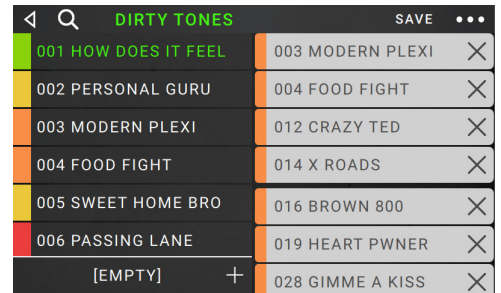 DIRTY TONES
SAVE
001 HOW DOES IT FEEL
002 PERSONAL GURU
003 MODERN PLEXI
004 FOOD FIGHT
005 SWEET HOME BRO
006 PASSING LANE
[EMPTY] +
003 MODERN PLEXI
004 FOOD FIGHT
012 CRAZY TED
014 X ROADS
016 BROWN 800
019 HEART PWNER
028 GIMME A KISS